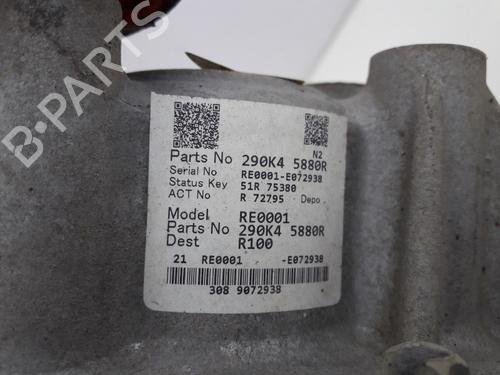 B-PARTS
N2
Parts No 290K4 5880R
Serial No RE0001-E072938
Status Key 51R 75380
ACT No R 72795 - Depo
Model RE0001
Parts No 290K4 5880R
Dest R100
21 RE0001 -E072938
308 9072938